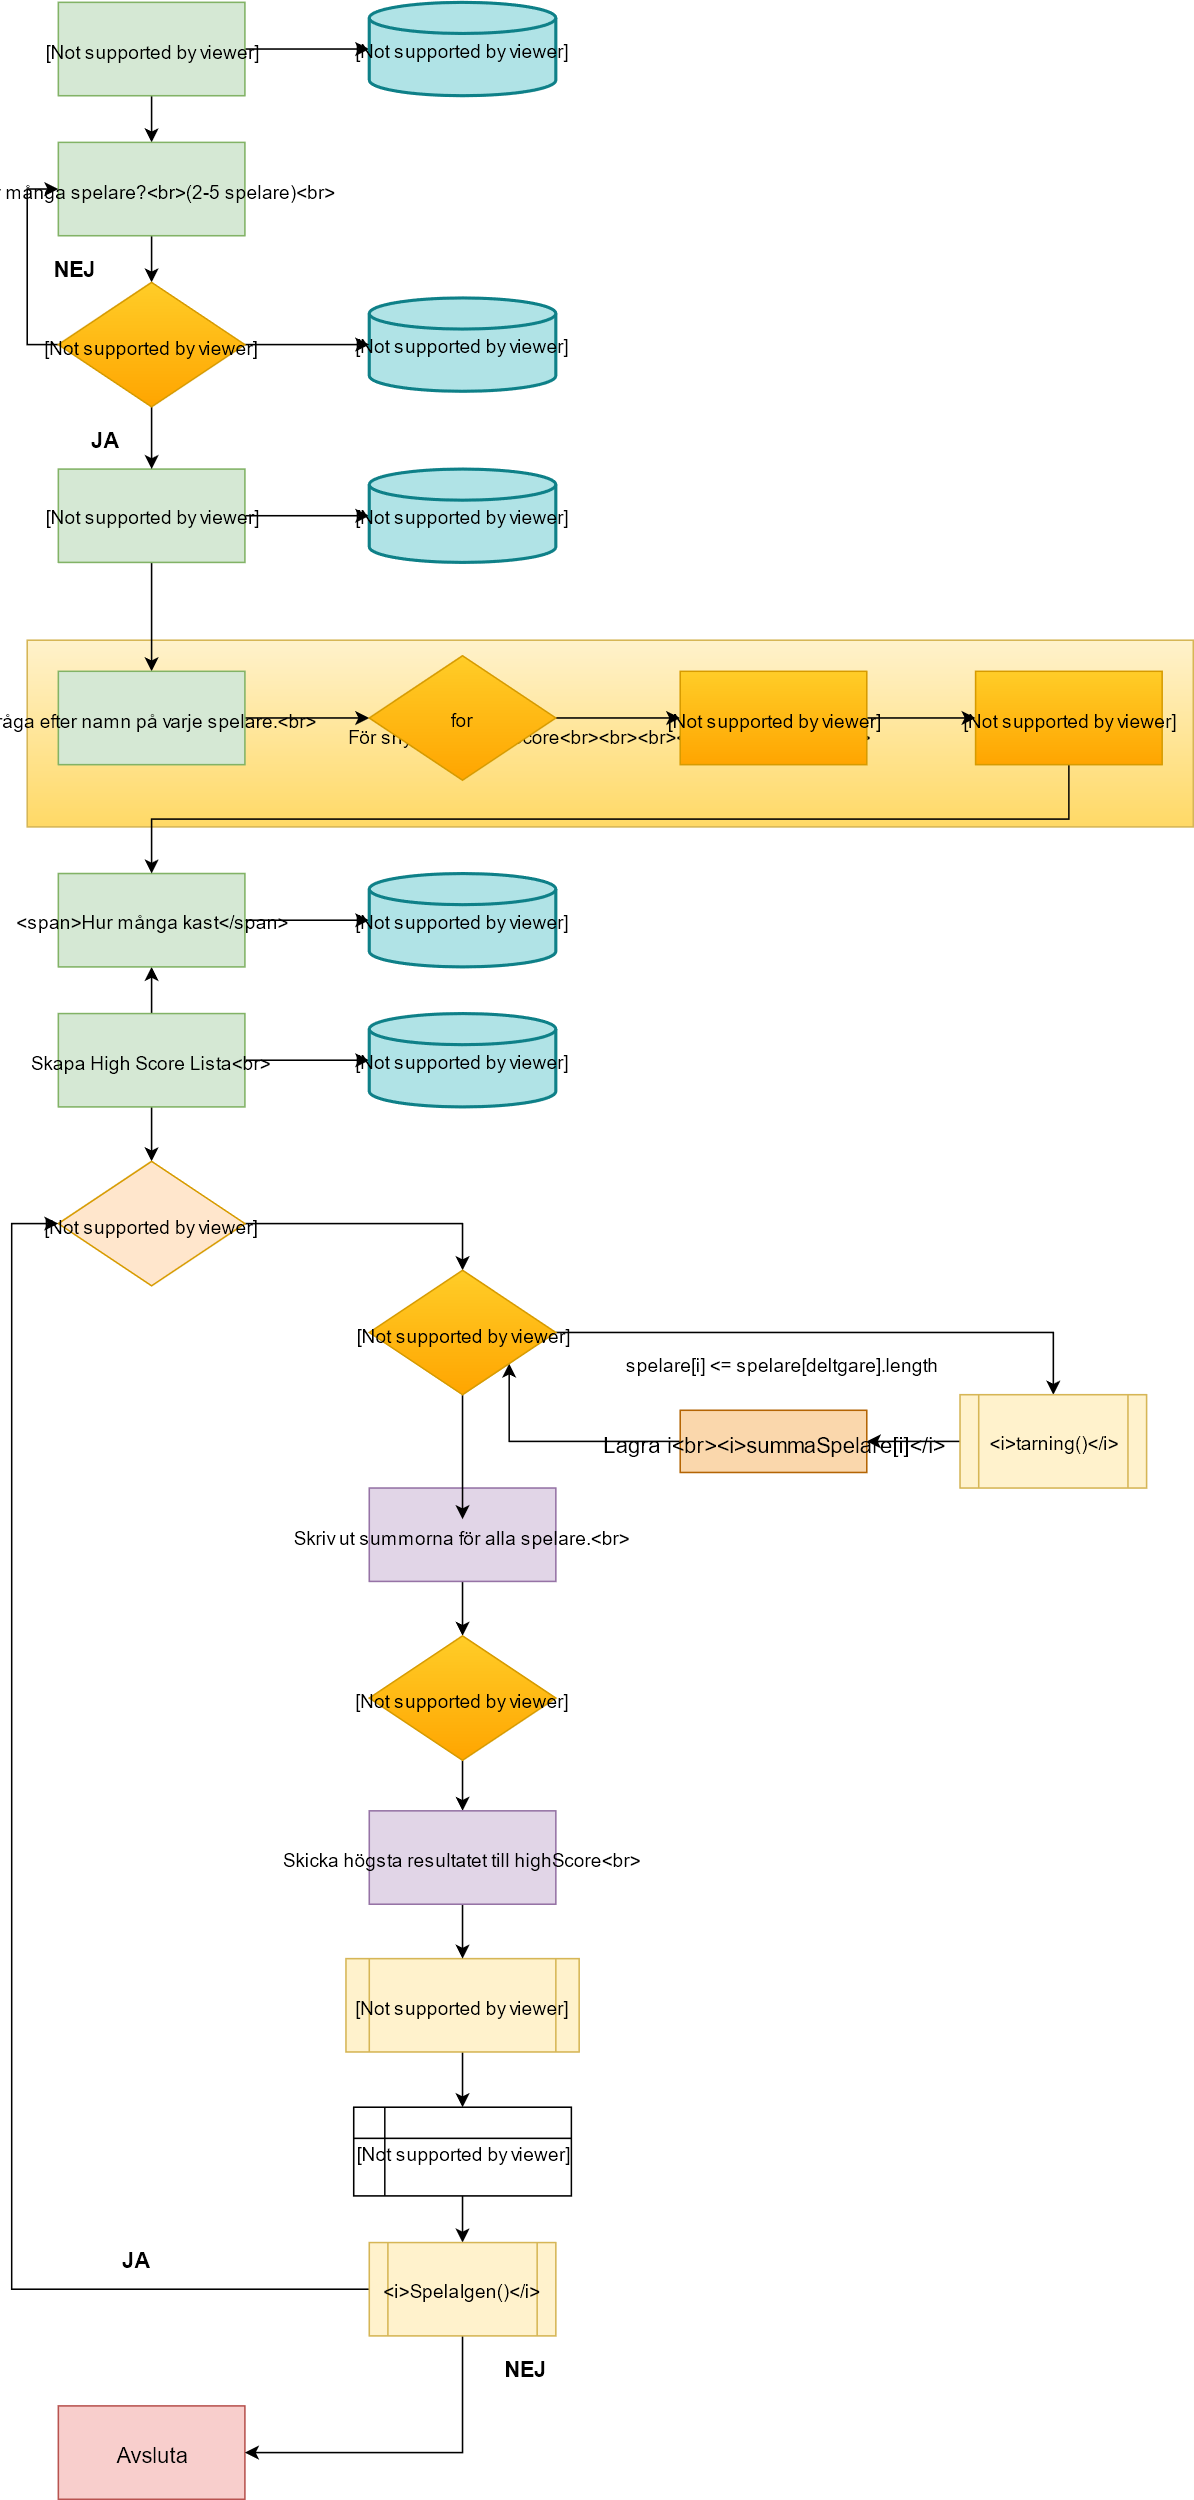 [Not supported by viewer] [Not supported by viewer]
många spelare?<br>(2-5 spelare)<br>
NEJ
[Not supported by viewer] [Not supported by viewer]
JA
[Not supported by viewer] [Not supported by viewer]
råga efter namn på varje spelare.<br> for [Not supported by viewer] [Not supported by viewer]
För core<br><br><br>
<span>Hur många kast</span> [Not supported by viewer]
Skapa High Score Lista<br> [Not supported by viewer]
[Not supported by viewer]
[Not supported by viewer]
spelare[i] <= spelare[deltgare].length
Lagra i<br><i>summaSpelare[i]</i> <i>tarning()</i>
Skriv ut summorna för alla spelare.<br>
[Not supported by viewer]
Skicka högsta resultatet till highScore<br>
[Not supported by viewer]
[Not supported by viewer]
JA
<i>SpelaIgen()</i>
NEJ
Avsluta